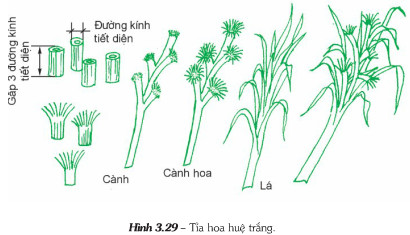 Đường kính
tiết diện
Gấp 3 đường kính
tiết diện
Cành
Cành hoa
Lá
Hình 3.29 – Tỉa hoa huệ trắng.